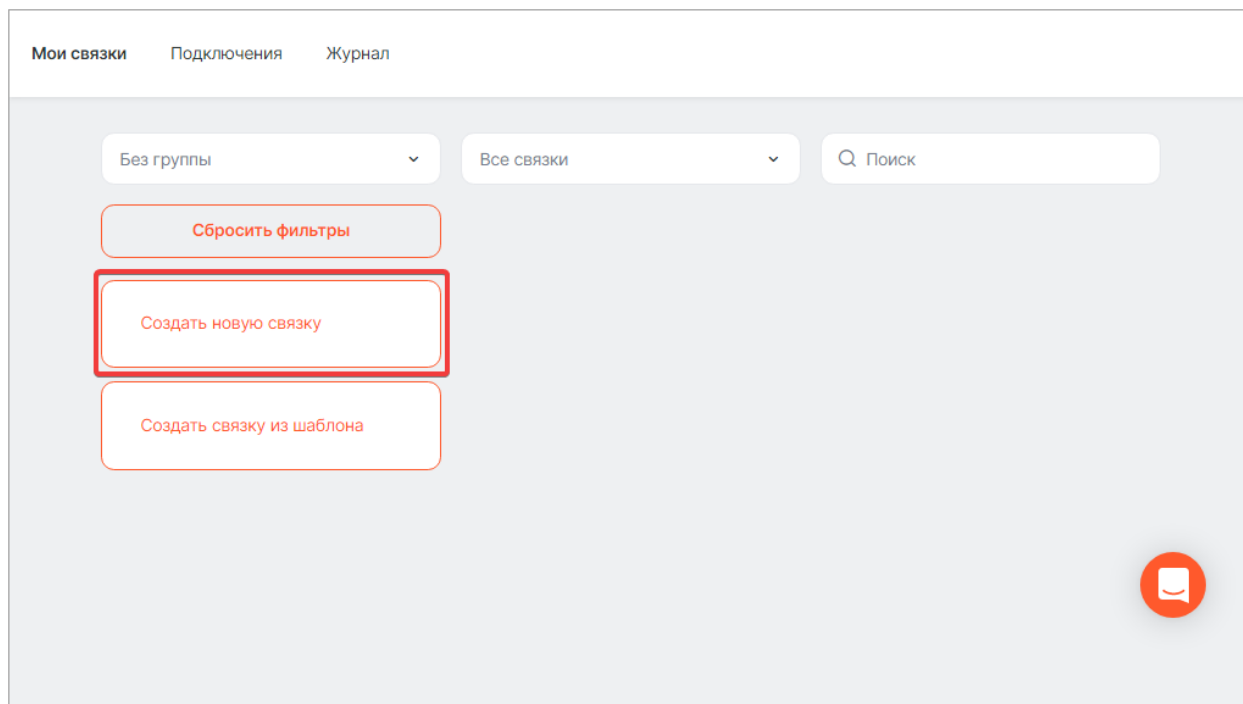 Мои связки Подключения Журнал
Без группы Все связки Поиск
Сбросить фильтры
Создать новую связку
Создать связку из шаблона